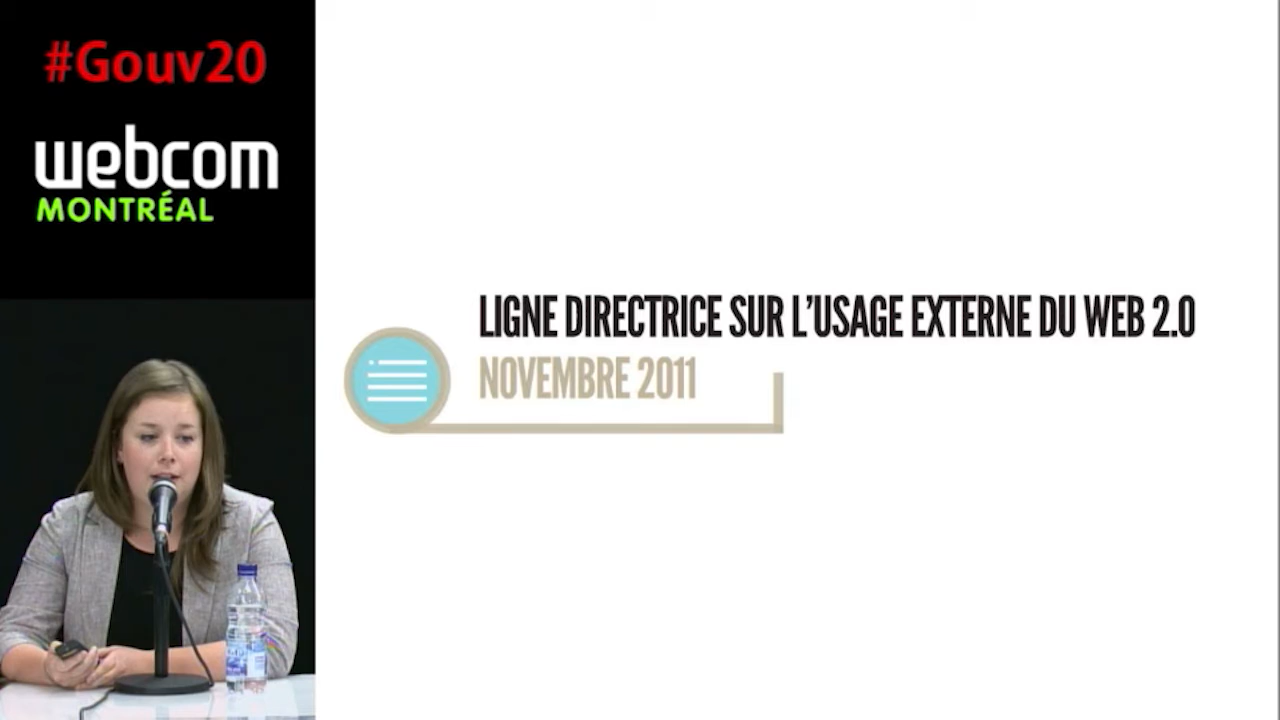 #Gouv20
webcom
MONTRÉAL
LIGNE DIRECTRICE SUR L'USAGE EXTERNE DU WEB 2.0
NOVEMBRE 2011